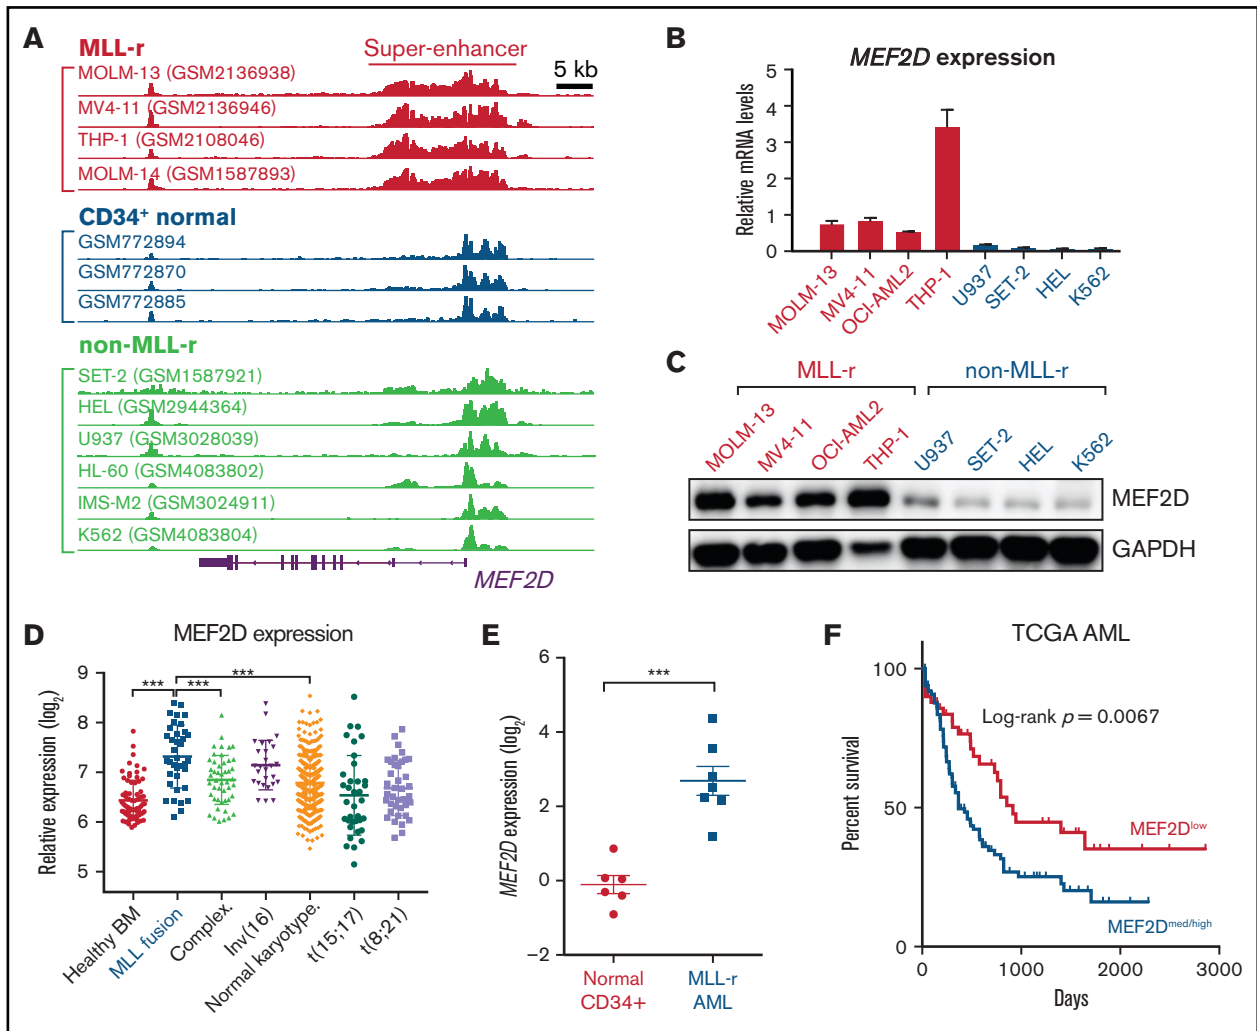 A
MLL-r
Super-enhancer
5 kb
MOLM-13 (GSM2136938)
MV4-11 (GSM2136946)
THP-1 (GSM2108046)
MOLM-14 (GSM1587893)
CD34+ normal
GSM772894
GSM772870
GSM772885
non-MLL-r
SET-2 (GSM1587921)
HEL (GSM2944364)
U937 (GSM3028039)
HL-60 (GSM4083802)
IMS-M2 (GSM3024911)
K562 (GSM4083804)
MEF2D
B
MEF2D expression
Relative mRNA levels
5
4
3
2
1
0
MOLM-13
MV4-11
OCI-AML2
THP-1
U937
SET-2
HEL
K562
C
MLL-r
non-MLL-r
MOLM-13
MV4-11
OCI-AML2
THP-1
U937
SET-2
HEL
K562
MEF2D
GAPDH
D
MEF2D expression
Relative expression (log2)
9
8
7
6
5
***
***
***
Healthy BM
MLL fusion
Complex.
Inv(16)
Normal karyotype.
t(15;17)
t(8;21)
E
MEF2D expression (log2)
6
4
2
0
−2
***
Normal
CD34+
MLL-r
AML
F
TCGA AML
Percent survival
100
50
0
Log-rank p = 0.0067
MEF2Dlow
MEF2Dmed/high
0
1000
2000
3000
Days